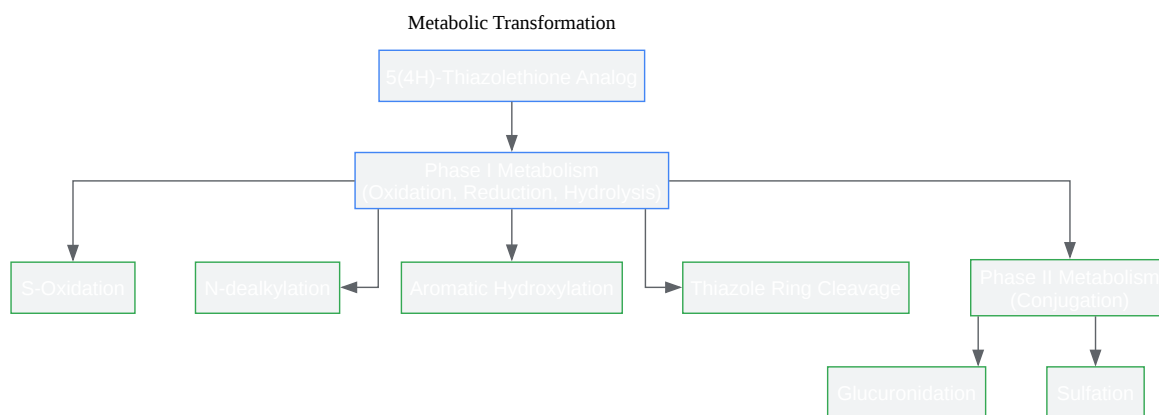 Metabolic Transformation
5(4H)-Thiazolethione Analog
Phase I Metabolism
(Oxidation, Reduction, Hydrolysis)
S-Oxidation
N-dealkylation
Aromatic Hydroxylation
Thiazole Ring Cleavage
Phase II Metabolism
(Conjugation)
Glucuronidation
Sulfation